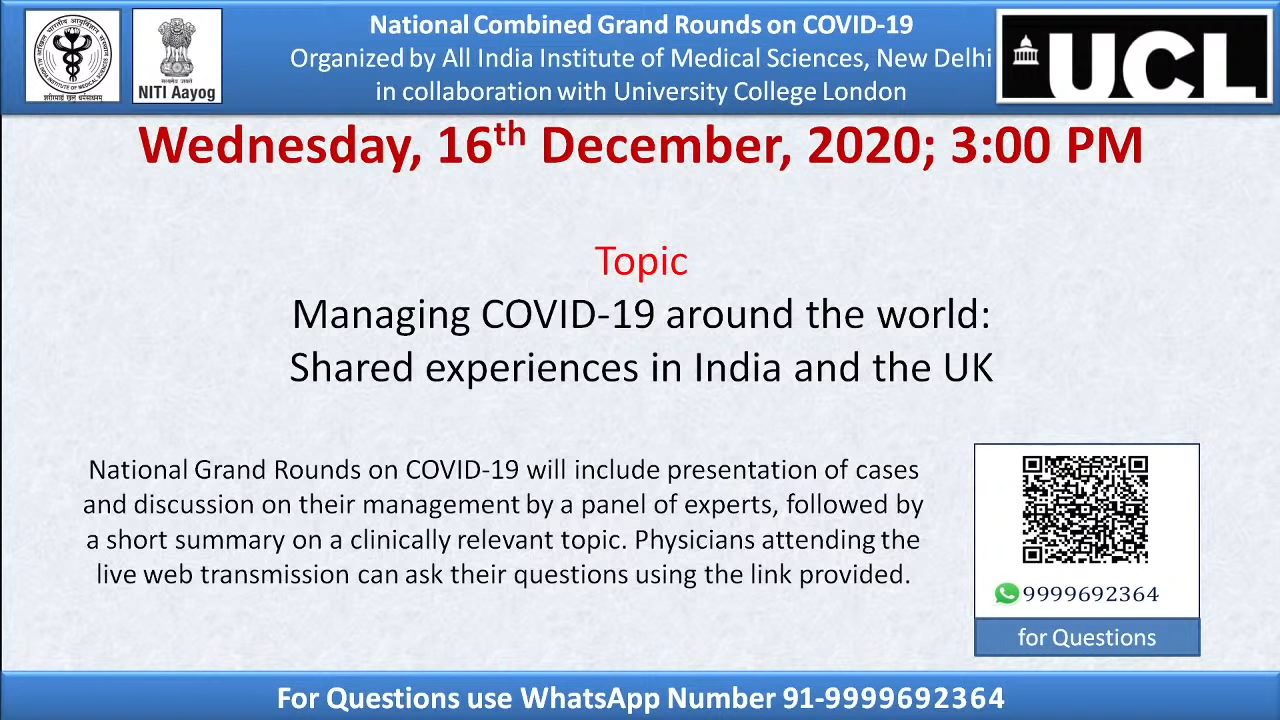 National Combined Grand Rounds on COVID-19
Organized by All India Institute of Medical Sciences, New Delhi
in collaboration with University College London
NITI Aayog
UCL
Wednesday, 16th December, 2020; 3:00 PM
Topic
Managing COVID-19 around the world:
Shared experiences in India and the UK
National Grand Rounds on COVID-19 will include presentation of cases
and discussion on their management by a panel of experts, followed by
a short summary on a clinically relevant topic. Physicians attending the
live web transmission can ask their questions using the link provided.
9999692364
for Questions
For Questions use WhatsApp Number 91-9999692364